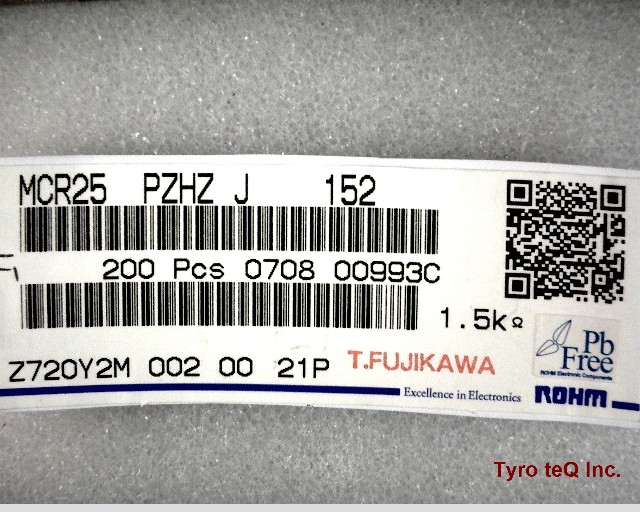 MCR25 PZHZ J 152
200 Pcs 0708 00993C
1.5kΩ
Pb
Free
ROHM Electronic Components
Z720Y2M 002 00 21P T.FUJIKAWA
Excellence in Electronics ROHM
Tyro teQ Inc.